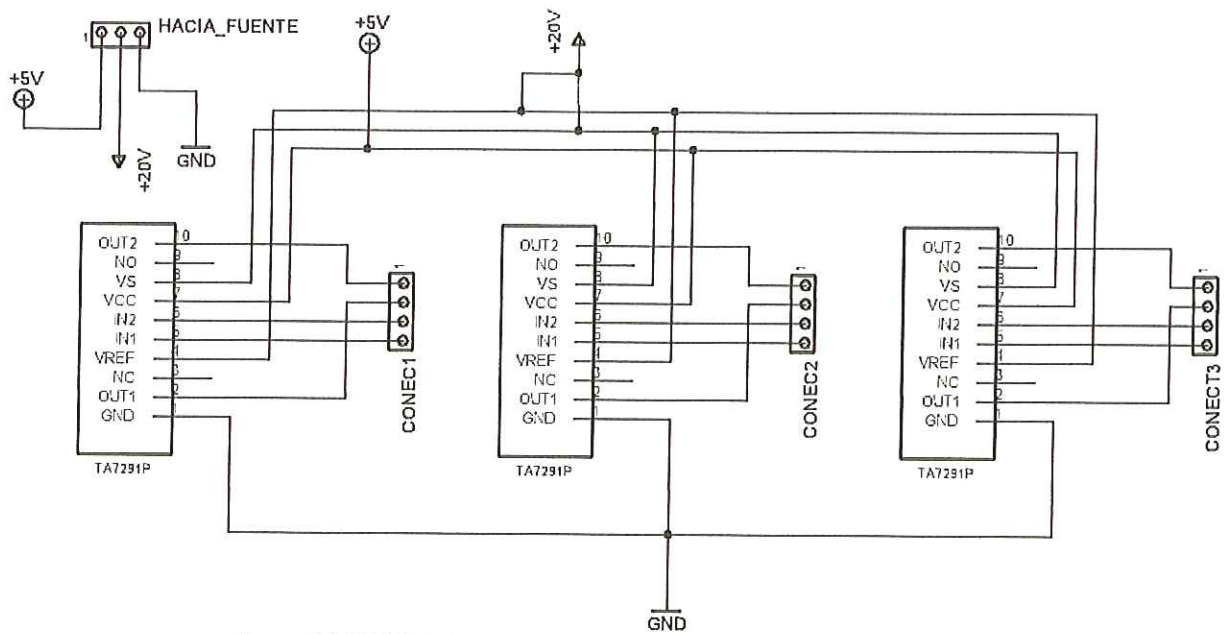 HACIA_FUENTE
1
+5V
+20V
GND
+5V
+20V
OUT2
10
NO
9
VS
8
VCC
7
IN2
6
IN1
5
VREF
NC
3
OUT1
2
GND
1
TA7291P
1
CONEC1
OUT2
10
NO
9
VS
8
VCC
7
IN2
6
IN1
5
VREF
NC
3
OUT1
2
GND
1
TA7291P
1
CONEC2
OUT2
10
NO
9
VS
8
VCC
7
IN2
6
IN1
5
VREF
NC
3
OUT1
2
GND
1
TA7291P
1
CONECT3
GND